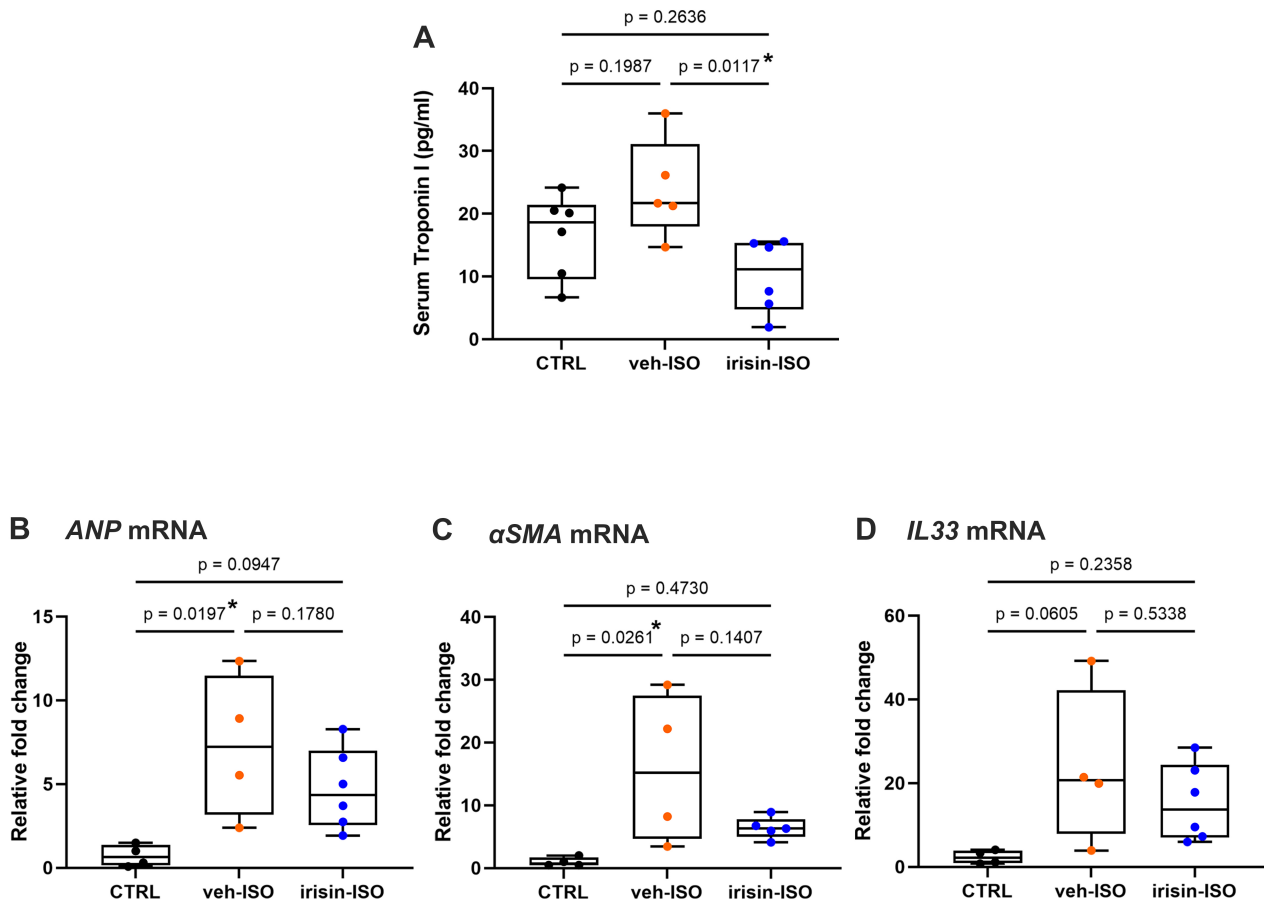 A
p = 0.2636
p = 0.1987
p = 0.0117 *
Serum Troponin I (pg/ml)
40
30
20
10
0
CTRL
veh-ISO
irisin-ISO
B
ANP mRNA
p = 0.0947
p = 0.0197 *
p = 0.1780
Relative fold change
15
10
5
0
CTRL
veh-ISO
irisin-ISO
C
αSMA mRNA
p = 0.4730
p = 0.0261 *
p = 0.1407
Relative fold change
40
30
20
10
0
CTRL
veh-ISO
irisin-ISO
D
IL33 mRNA
p = 0.2358
p = 0.0605
p = 0.5338
Relative fold change
60
40
20
0
CTRL
veh-ISO
irisin-ISO